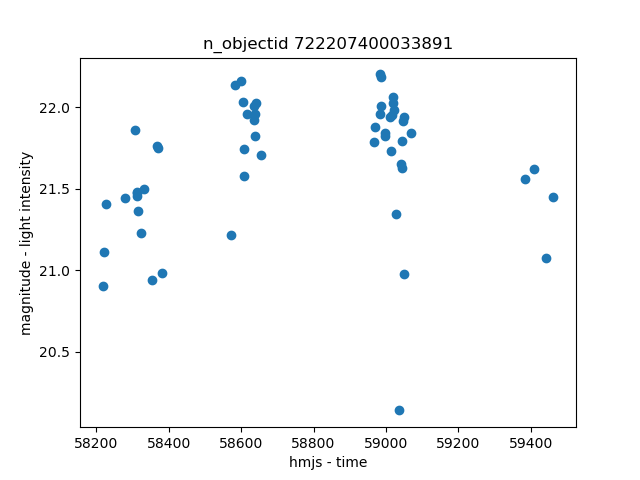 n_objectid 722207400033891
22.0
21.5
21.0
20.5
magnitude - light intensity
58200 58400 58600 58800 59000 59200 59400
hmjs - time